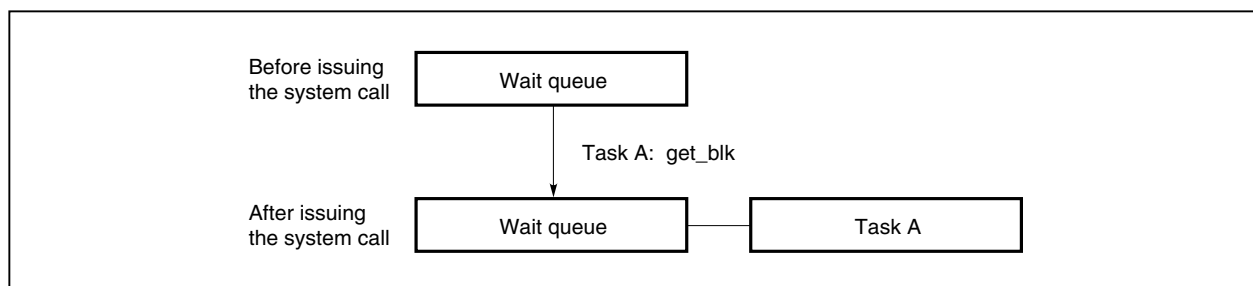 Before issuing
the system call
Wait queue
Task A:  get_blk
After issuing
the system call
Wait queue
Task A